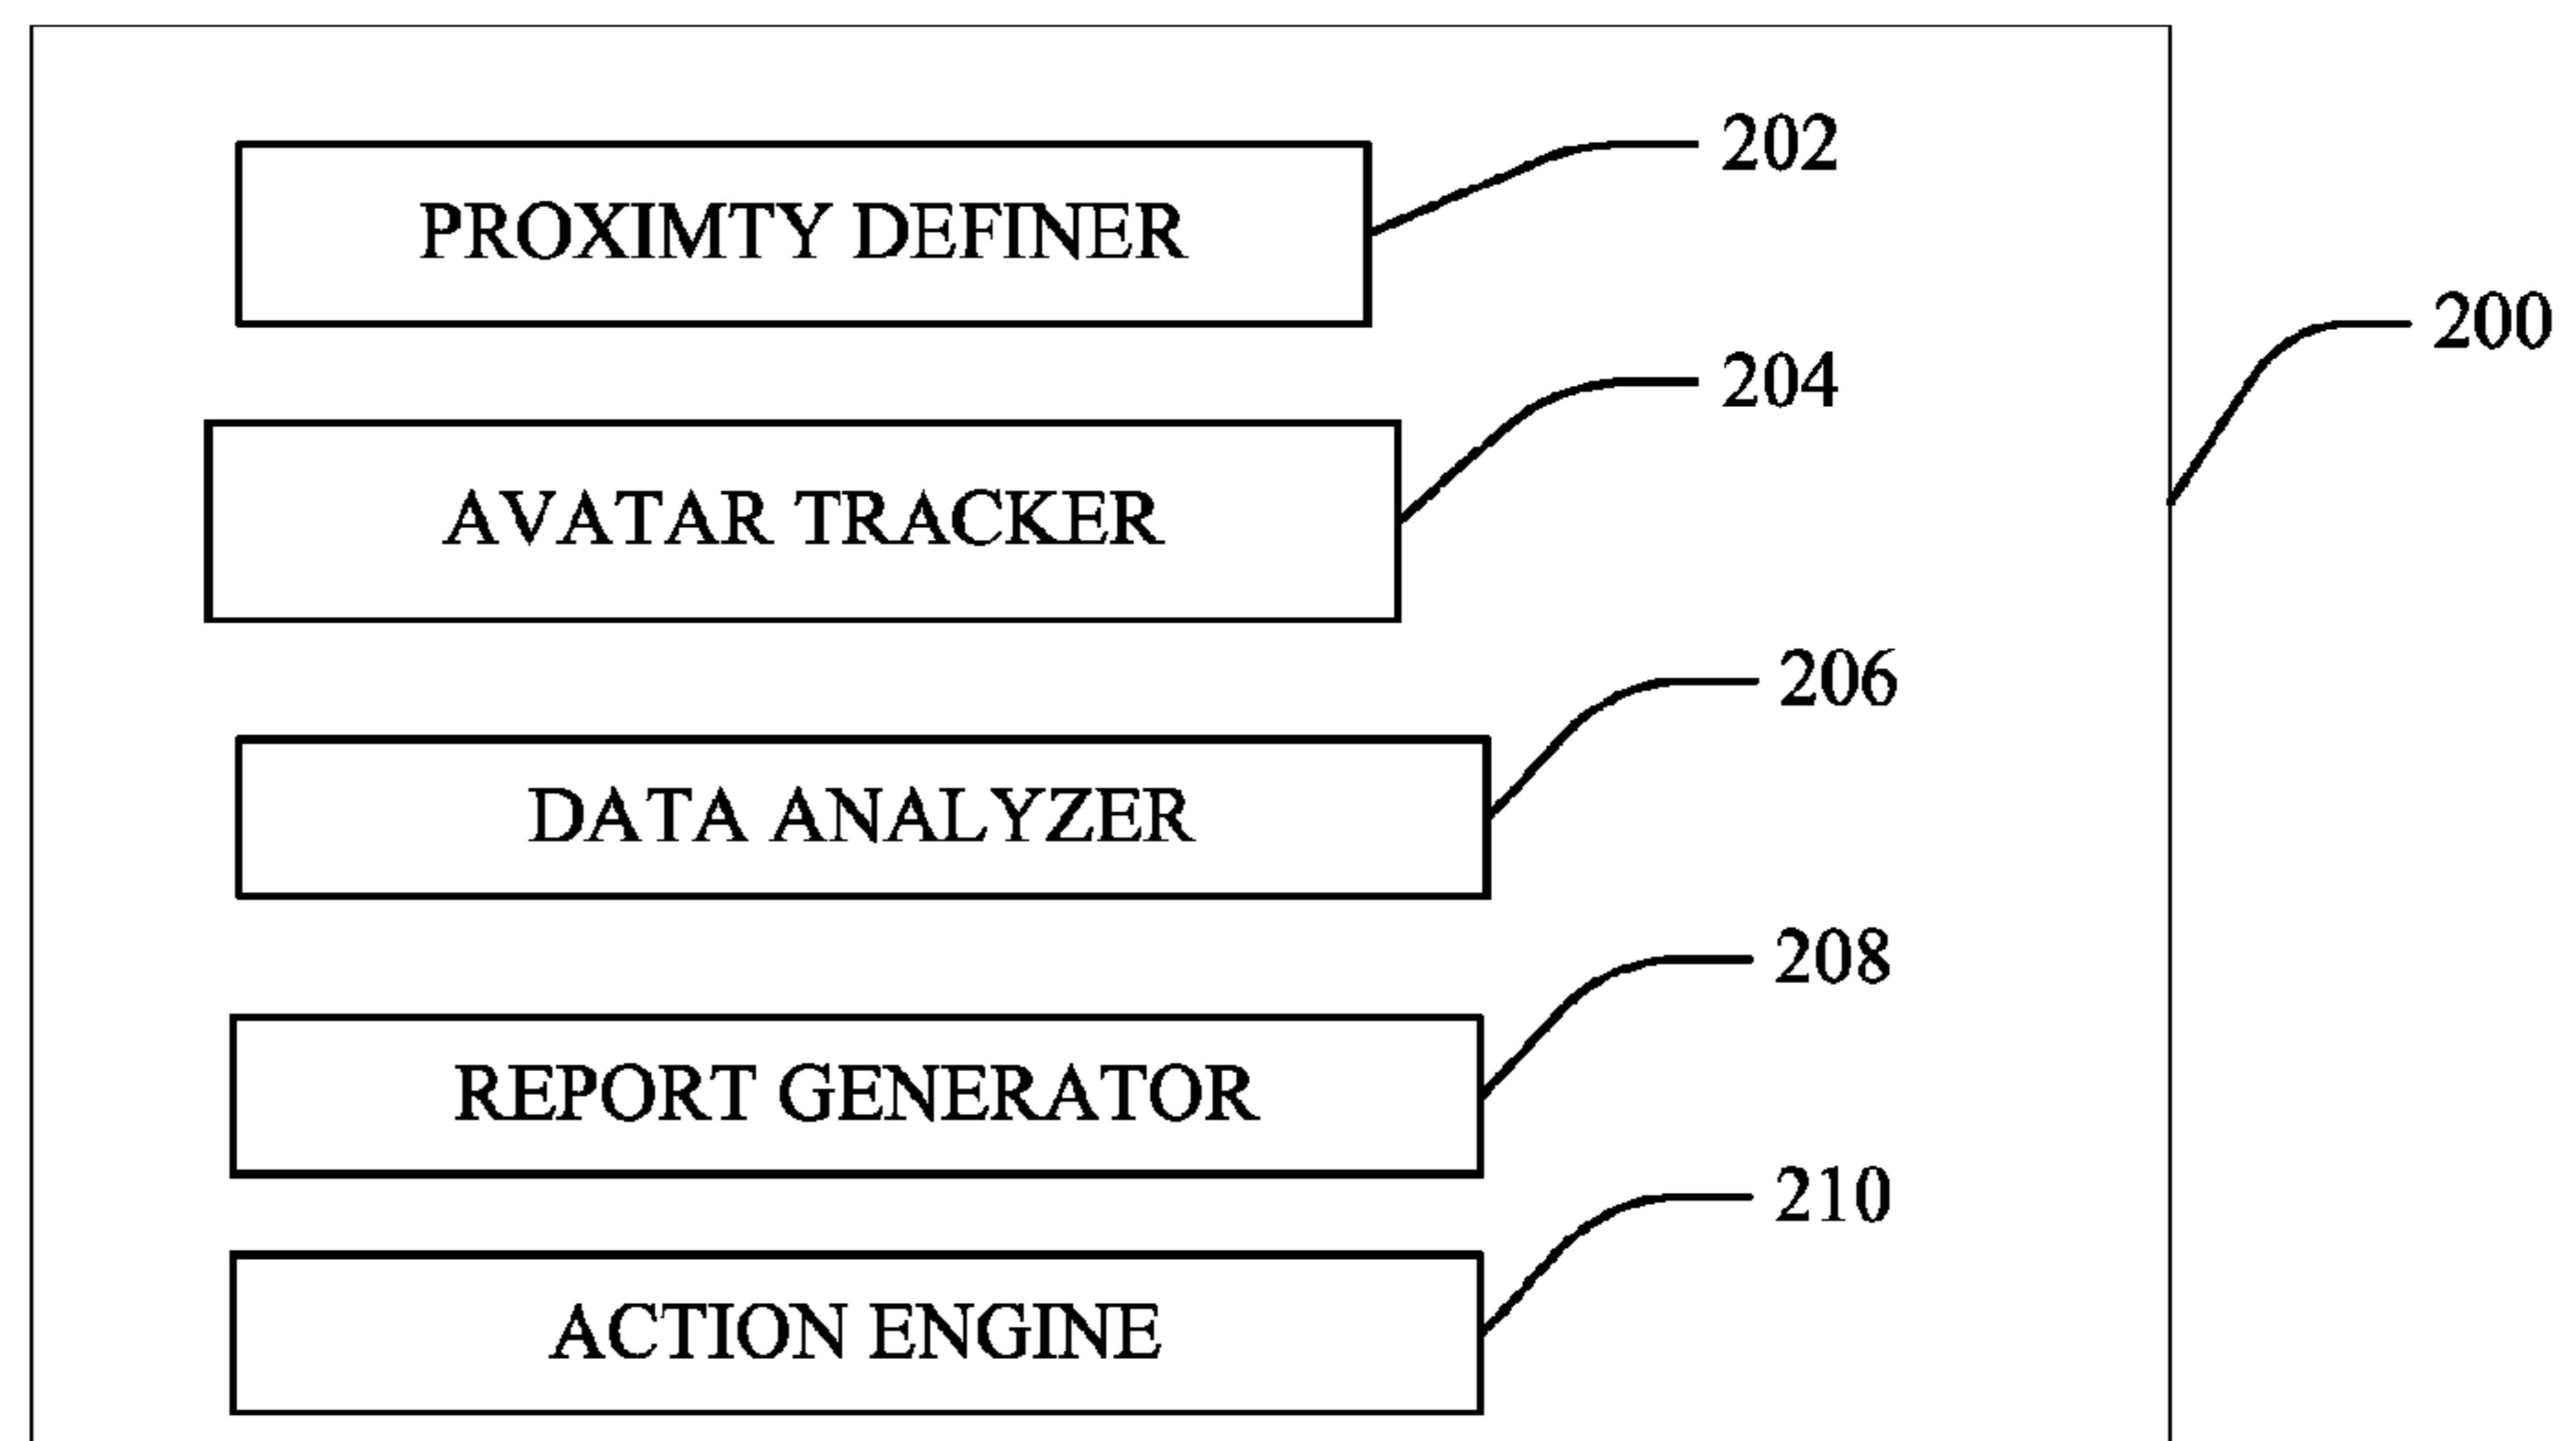 202
PROXIMTY DEFINER
200
204
AVATAR TRACKER
206
DATA ANALYZER
208
REPORT GENERATOR
210
ACTION ENGINE